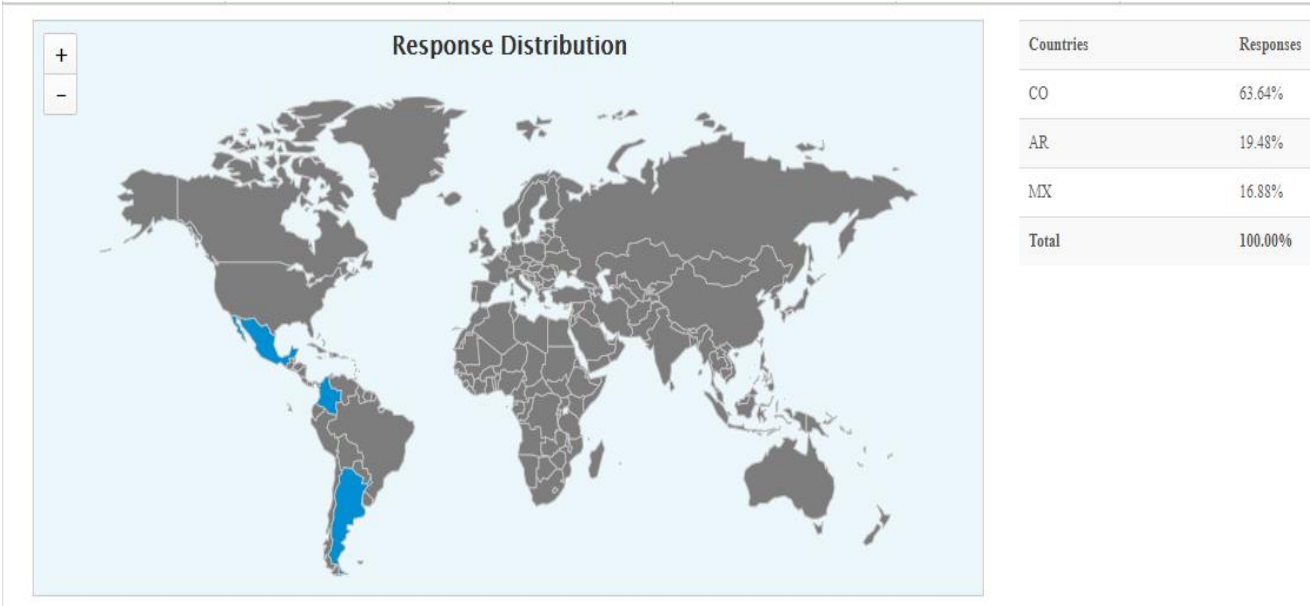 +
-
Response Distribution
Countries Responses
CO 63.64%
AR 19.48%
MX 16.88%
Total 100.00%